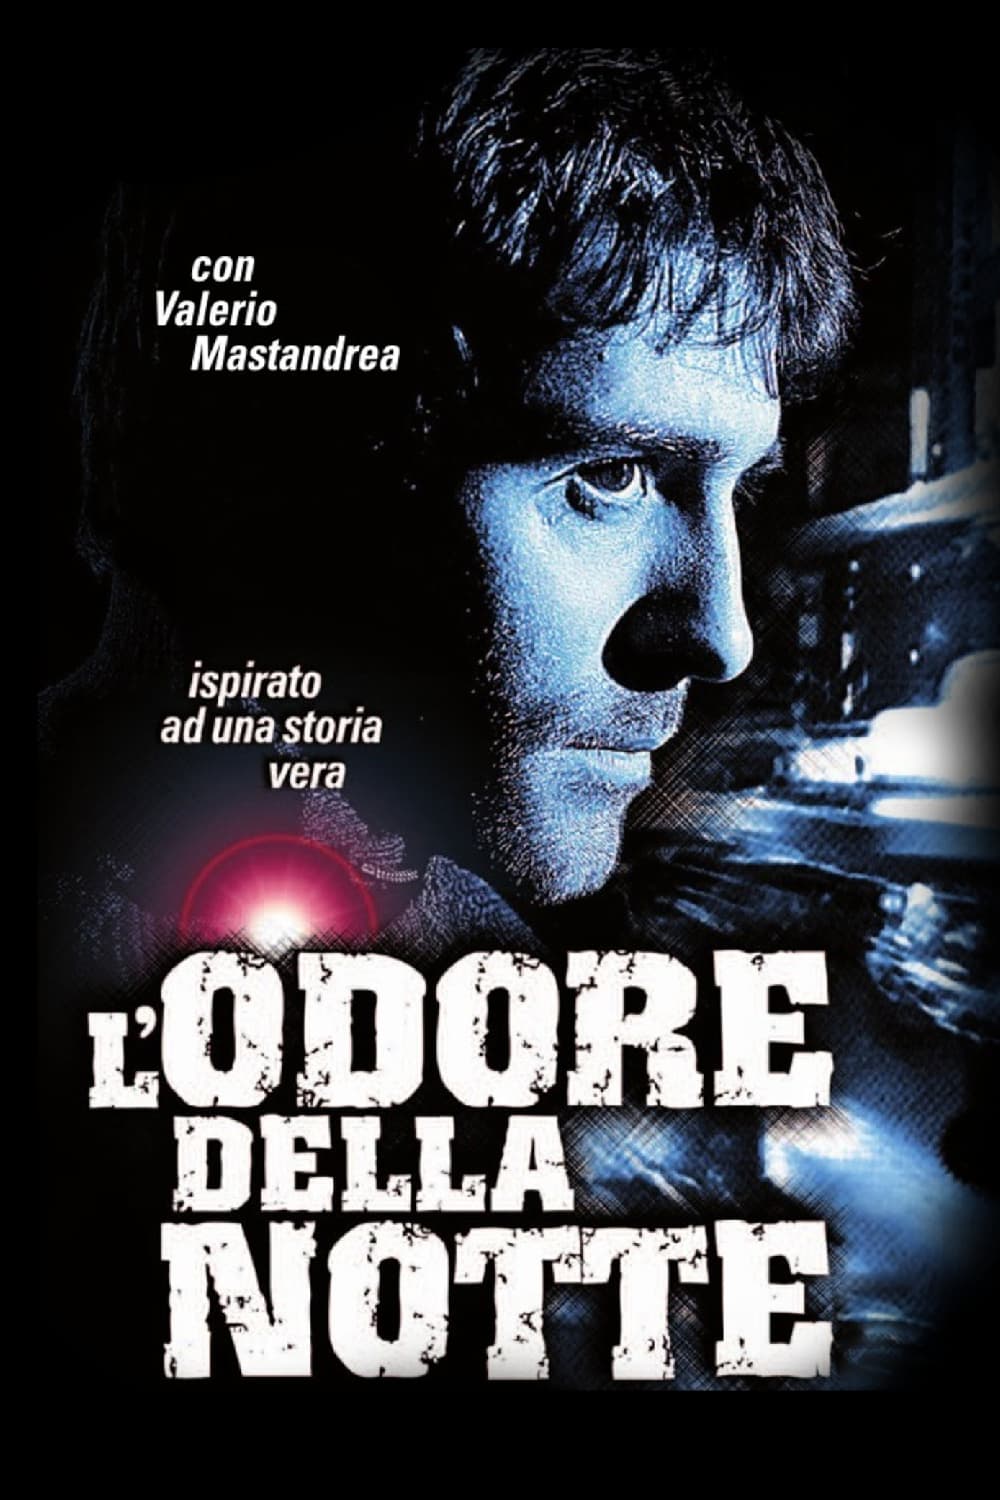 con
Valerio
Mastandrea
ispirato
ad una storia
vera
L'ODORE
DELLA
NOTTE